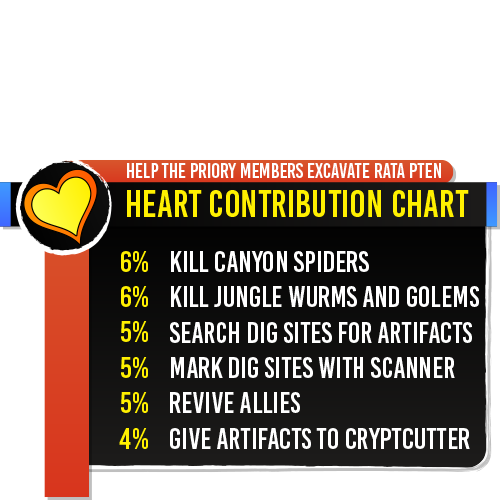 HELP THE PRIORY MEMBERS EXCAVATE RATA PTEN
HEART CONTRIBUTION CHART
6% KILL CANYON SPIDERS
6% KILL JUNGLE WURMS AND GOLEMS
5% SEARCH DIG SITES FOR ARTIFACTS
5% MARK DIG SITES WITH SCANNER
5% REVIVE ALLIES
4% GIVE ARTIFACTS TO CRYPTCUTTER